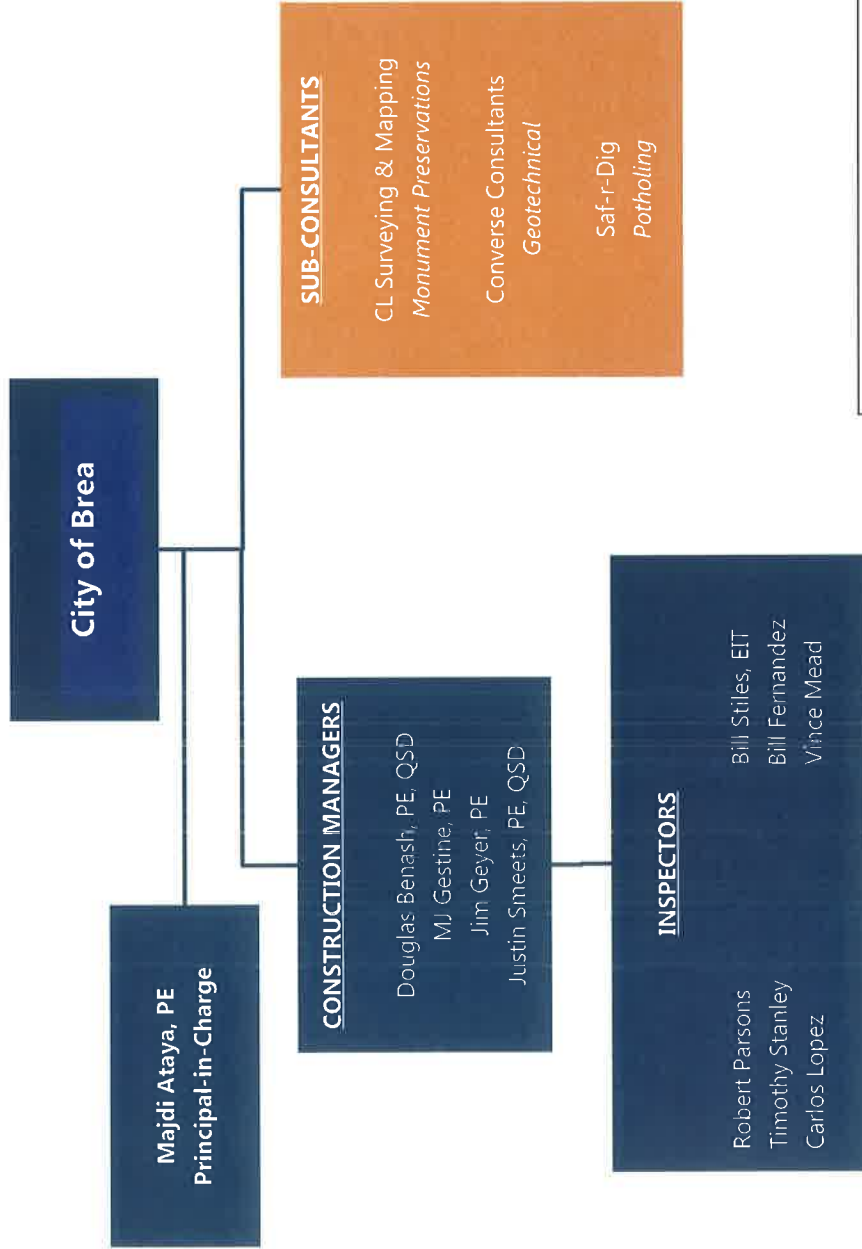 City of Brea
Majdi Ataya, PE
Principal-in-Charge
CONSTRUCTION MANAGERS
Douglas Benash, PE, QSD
MJ Gestine, PE
Jim Geyer, PE
Justin Smeets, PE, QSD
SUB-CONSULTANTS
CL Surveying & Mapping
Monument Preservations
Converse Consultants
Geotechnical
Saf-r-Dig
Potholing
INSPECTORS
Robert Parsons
Timothy Stanley
Carlos Lopez
Bill Stiles, EIT
Bill Fernandez
Vince Mead